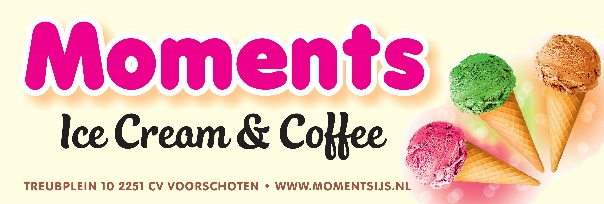 Moments
Ice Cream & Coffee
TREUBPLEIN 10 2251 CV VOORSCHOTEN • WWW.MOMENTSIJS.NL